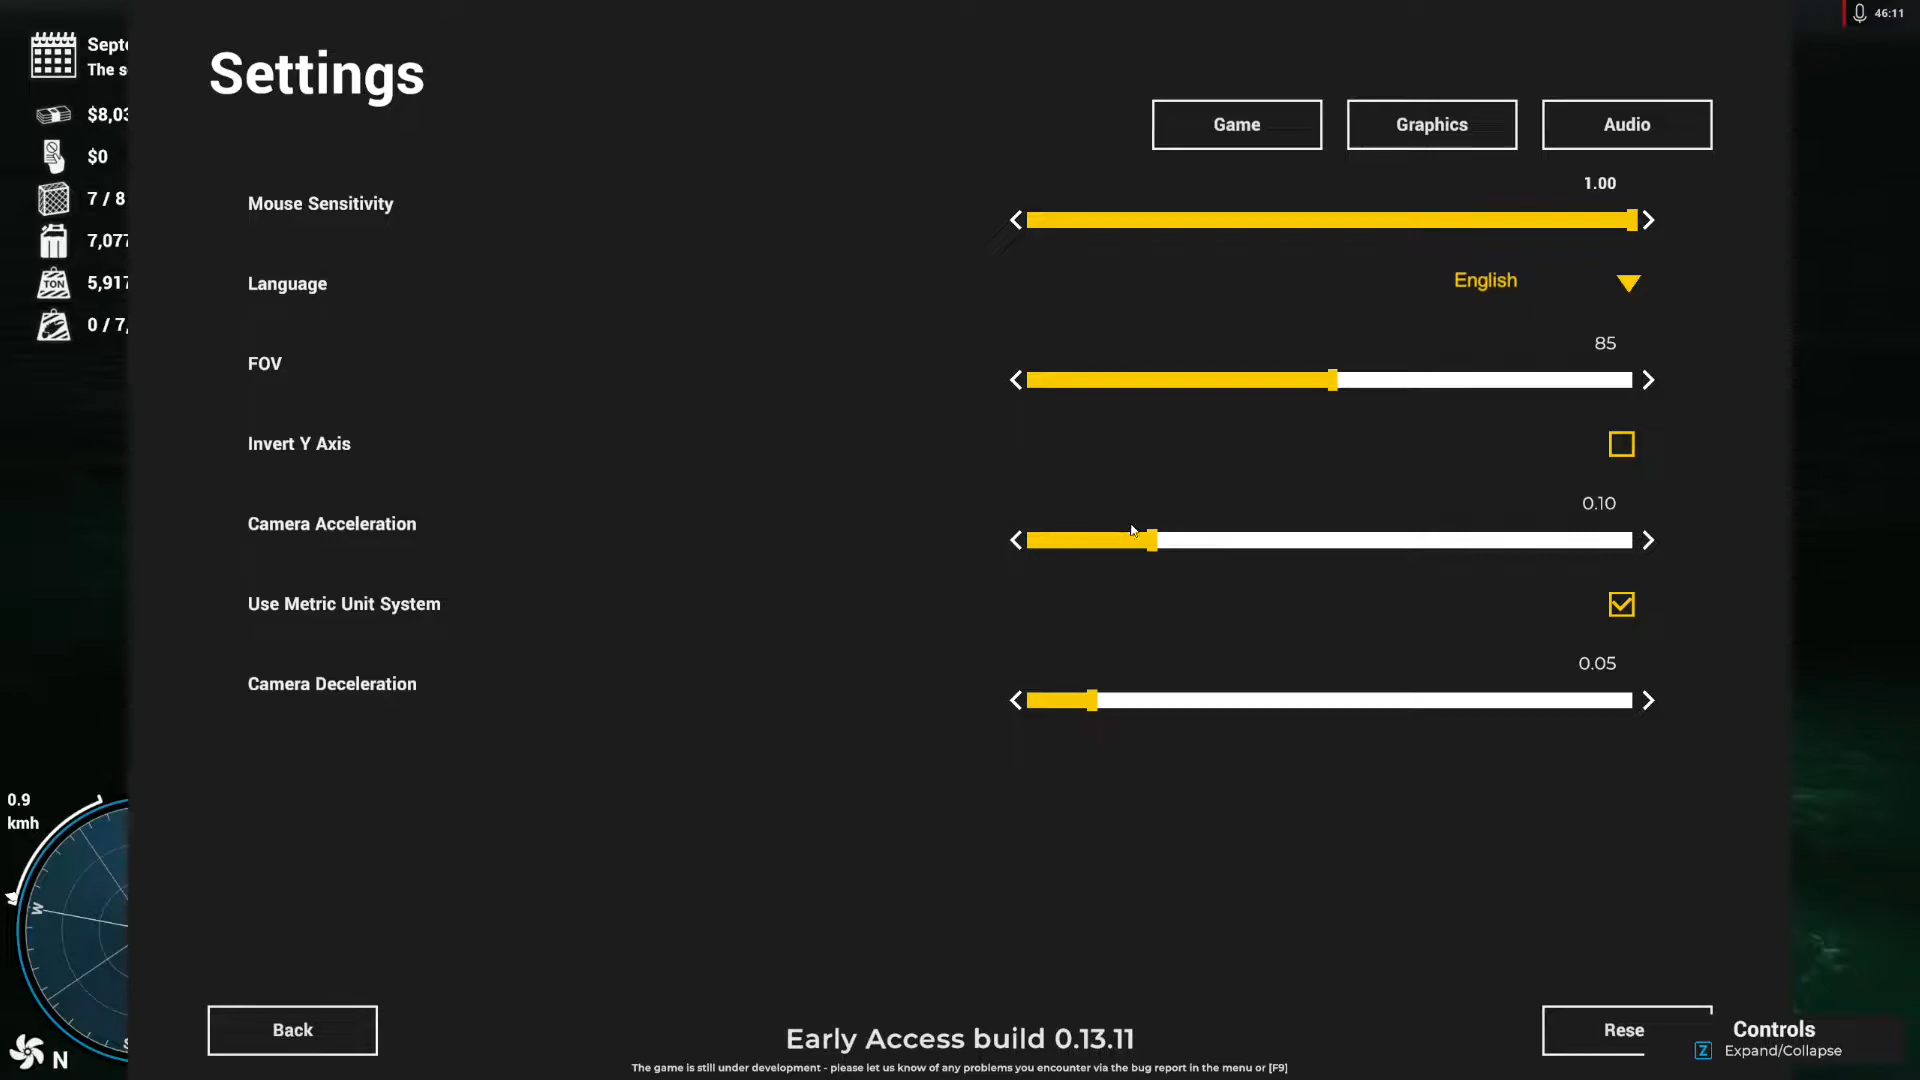 46:11
Settings
Septe
The s
$8,03
$0
7 / 8
7,077
TON
5,917
0 / 7,
Game
Graphics
Audio
Mouse Sensitivity
1.00
Language
English
FOV
85
Invert Y Axis
Camera Acceleration
0.10
Use Metric Unit System
Camera Deceleration
0.05
0.9
kmh
W
S
N
Back
Early Access build 0.13.11
The game is still under development - please let us know of any problems you encounter via the bug report in the menu or [F9]
Rese
Controls
Z Expand/Collapse